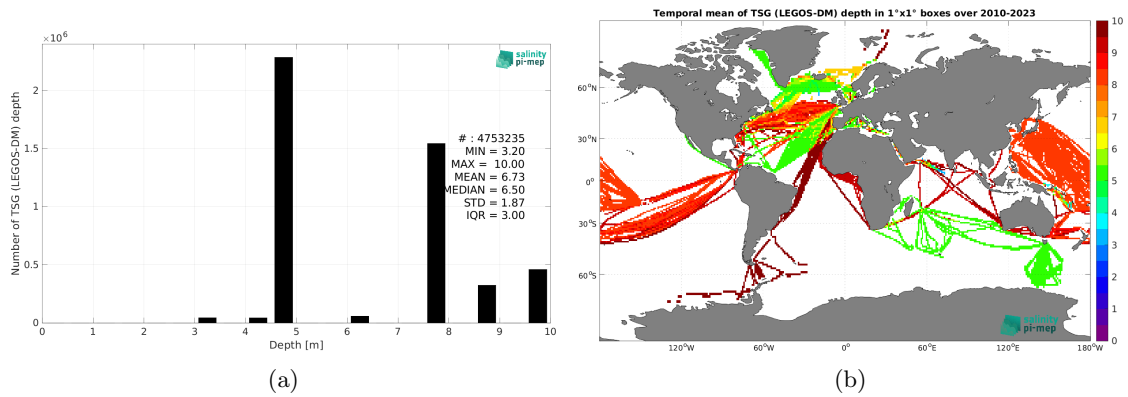 ×10⁶
Number of TSG (LEGOS-DM) depth
2
1.5
1
0.5
0
salinity
pi-mep
# : 4753235
MIN = 3.20
MAX = 10.00
MEAN = 6.73
MEDIAN = 6.50
STD = 1.87
IQR = 3.00
0 1 2 3 4 5 6 7 8 9 10
Depth [m]
(a)
Temporal mean of TSG (LEGOS-DM) depth in 1°x1° boxes over 2010-2023
60°N
30°N
0°
30°S
60°S
120°W 60°W 0° 60°E 120°E 180°W
salinity
pi-mep
10
9
8
7
6
5
4
3
2
1
0
(b)